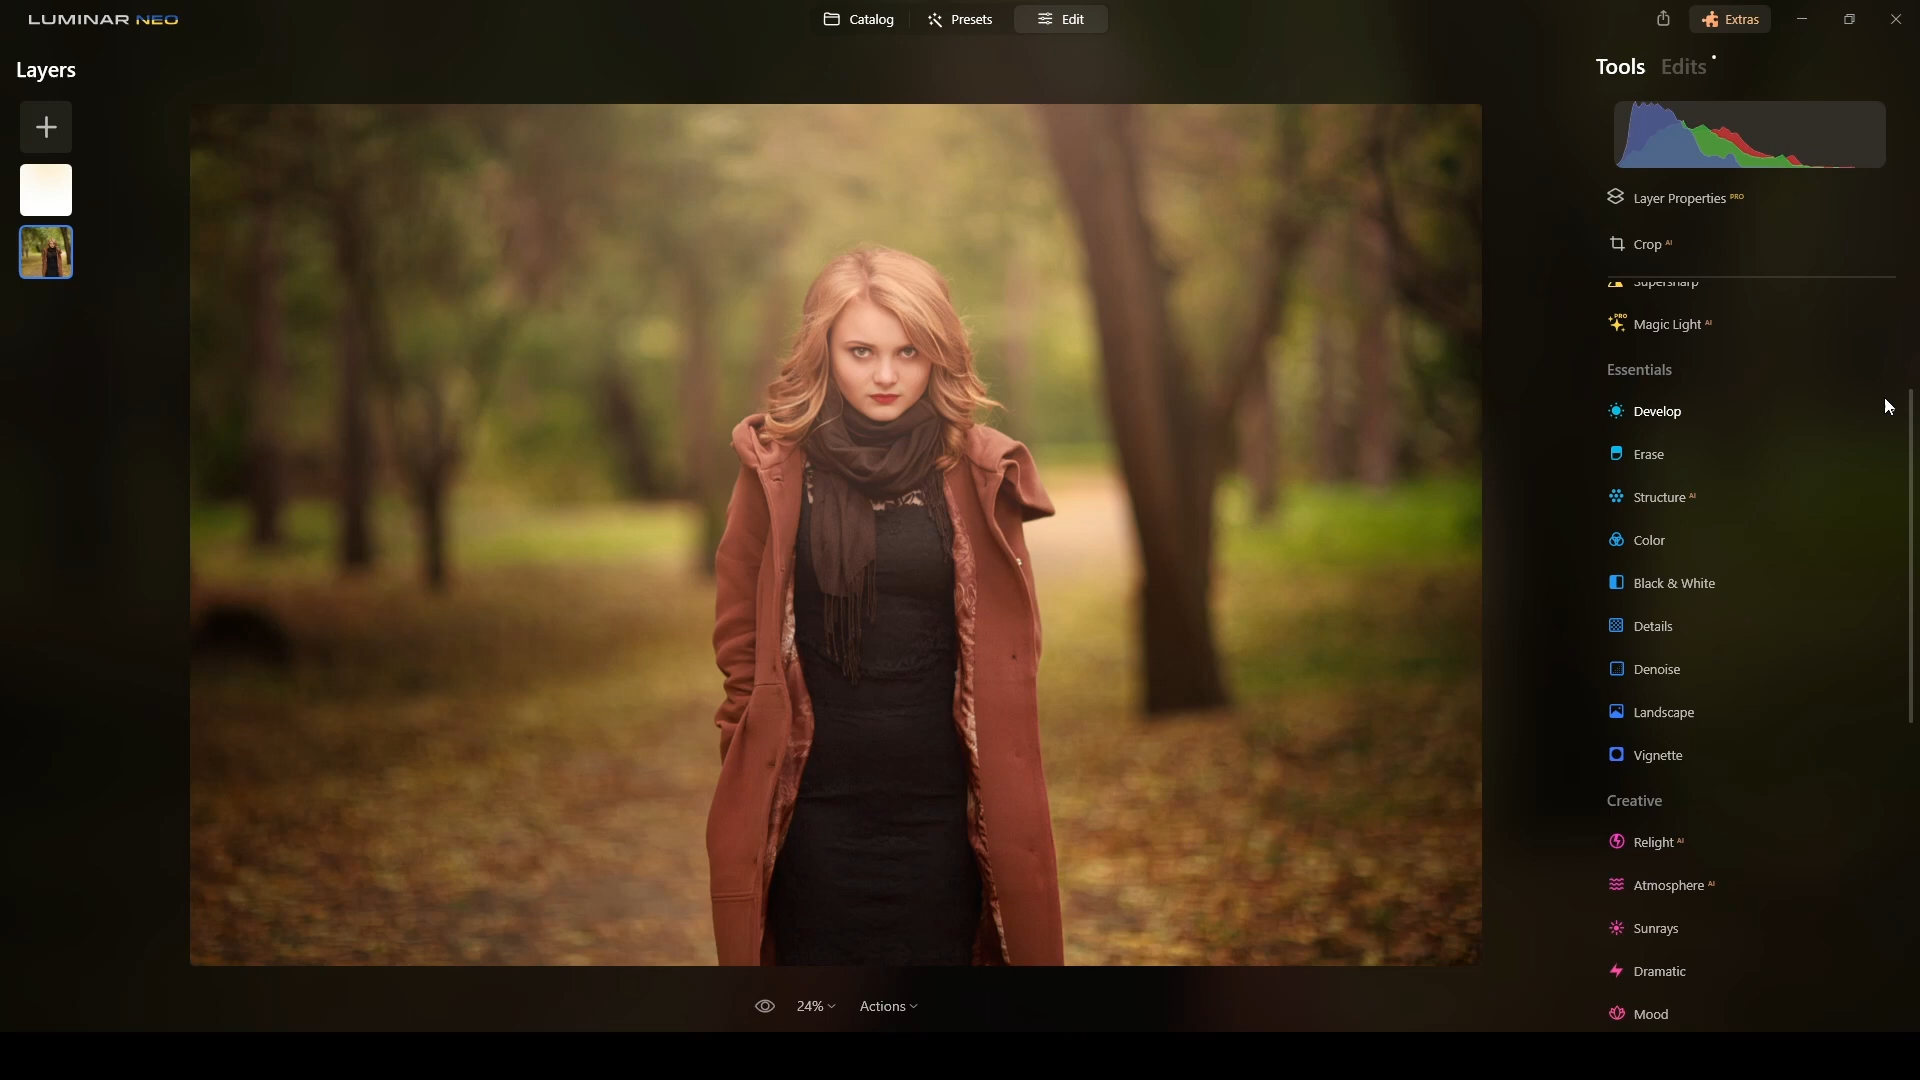 LUMINAR NEO
Catalog
Presets
Edit
Extras
Layers
Tools
Edits
Layer Properties PRO
Crop AI
Supersharp
PRO
Magic Light AI
Essentials
Develop
Erase
Structure AI
Color
Black & White
Details
Denoise
Landscape
Vignette
Creative
Relight AI
Atmosphere AI
Sunrays
Dramatic
Mood
24%
Actions